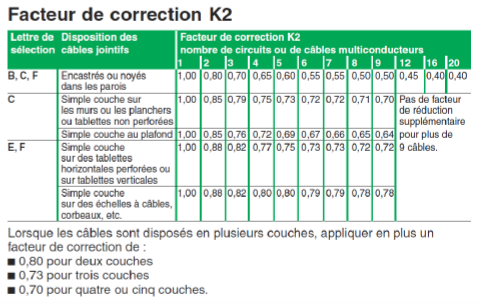 Facteur de correction K2
Lettre de Disposition des Facteur de correction K2
sélection câbles jointifs nombre de circuits ou de câbles multiconducteurs
1 2 3 4 5 6 7 8 9 12 16 20
B, C, F Encastrés ou noyés 1,00 0,80 0,70 0,65 0,60 0,55 0,55 0,50 0,50 0,45 0,40 0,40
dans les parois
C Simple couche sur 1,00 0,85 0,79 0,75 0,73 0,72 0,72 0,71 0,70 Pas de facteur
les murs ou les planchers de réduction
ou tablettes non perforées supplémentaire
Simple couche au plafond 1,00 0,85 0,76 0,72 0,69 0,67 0,66 0,65 0,64 pour plus de
E, F Simple couche 1,00 0,88 0,82 0,77 0,75 0,73 0,73 0,72 0,72 9 câbles.
sur des tablettes
horizontales perforées ou
sur tablettes verticales
Simple couche 1,00 0,88 0,82 0,80 0,80 0,79 0,79 0,78 0,78
sur des échelles à câbles,
corbeaux, etc.
Lorsque les câbles sont disposés en plusieurs couches, appliquer en plus un
facteur de correction de :
■ 0,80 pour deux couches
■ 0,73 pour trois couches
■ 0,70 pour quatre ou cinq couches.